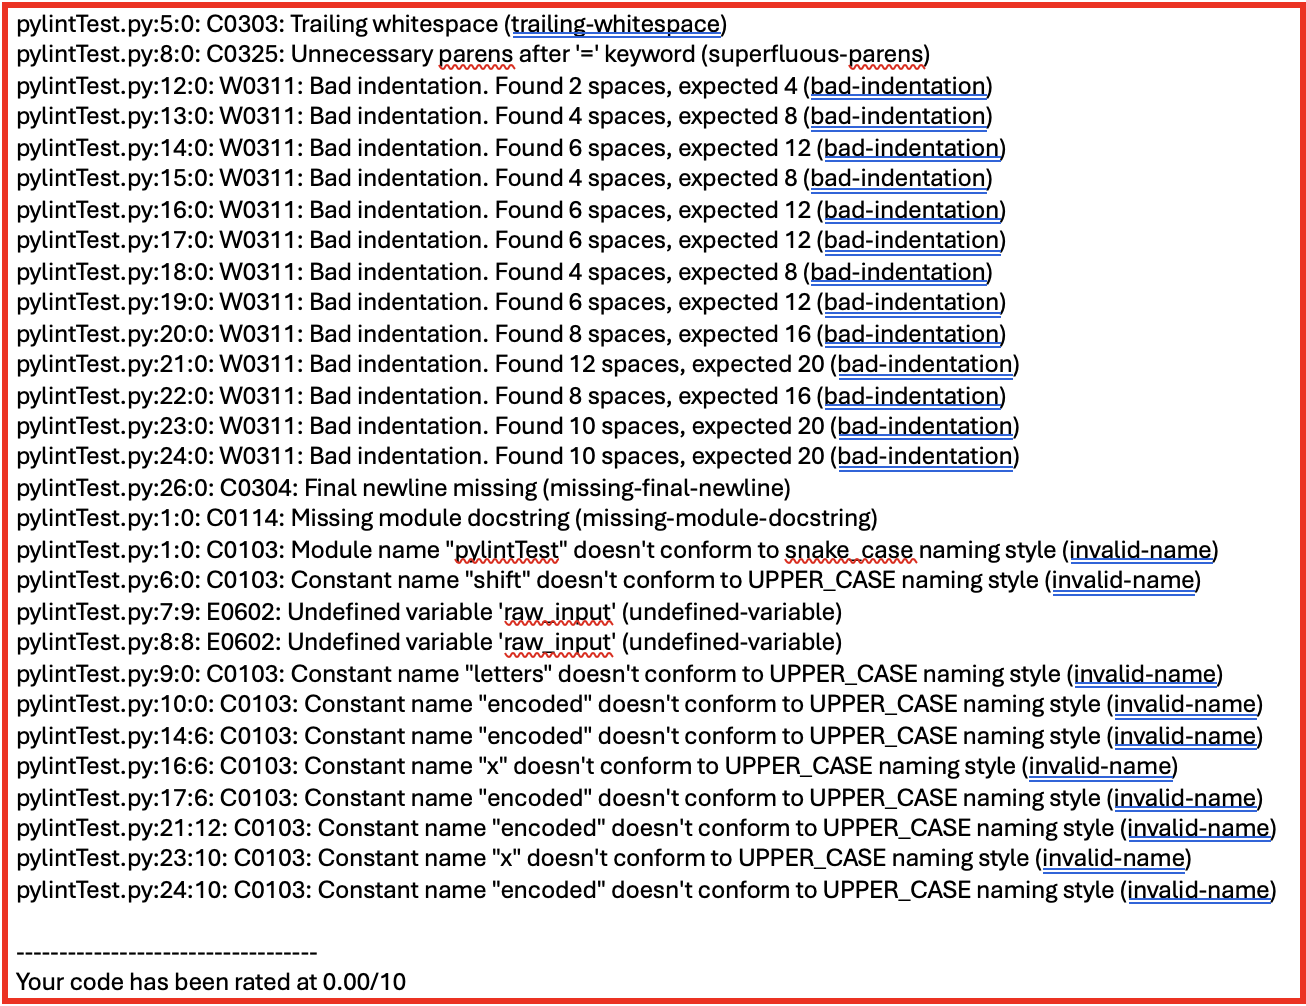 pylintTest.py:5:0: C0303: Trailing whitespace (trailing-whitespace)
pylintTest.py:8:0: C0325: Unnecessary parens after '=' keyword (superfluous-parens)
pylintTest.py:12:0: W0311: Bad indentation. Found 2 spaces, expected 4 (bad-indentation)
pylintTest.py:13:0: W0311: Bad indentation. Found 4 spaces, expected 8 (bad-indentation)
pylintTest.py:14:0: W0311: Bad indentation. Found 6 spaces, expected 12 (bad-indentation)
pylintTest.py:15:0: W0311: Bad indentation. Found 4 spaces, expected 8 (bad-indentation)
pylintTest.py:16:0: W0311: Bad indentation. Found 6 spaces, expected 12 (bad-indentation)
pylintTest.py:17:0: W0311: Bad indentation. Found 6 spaces, expected 12 (bad-indentation)
pylintTest.py:18:0: W0311: Bad indentation. Found 4 spaces, expected 8 (bad-indentation)
pylintTest.py:19:0: W0311: Bad indentation. Found 6 spaces, expected 12 (bad-indentation)
pylintTest.py:20:0: W0311: Bad indentation. Found 8 spaces, expected 16 (bad-indentation)
pylintTest.py:21:0: W0311: Bad indentation. Found 12 spaces, expected 20 (bad-indentation)
pylintTest.py:22:0: W0311: Bad indentation. Found 8 spaces, expected 16 (bad-indentation)
pylintTest.py:23:0: W0311: Bad indentation. Found 10 spaces, expected 20 (bad-indentation)
pylintTest.py:24:0: W0311: Bad indentation. Found 10 spaces, expected 20 (bad-indentation)
pylintTest.py:26:0: C0304: Final newline missing (missing-final-newline)
pylintTest.py:1:0: C0114: Missing module docstring (missing-module-docstring)
pylintTest.py:1:0: C0103: Module name "pylintTest" doesn't conform to snake_case naming style (invalid-name)
pylintTest.py:6:0: C0103: Constant name "shift" doesn't conform to UPPER_CASE naming style (invalid-name)
pylintTest.py:7:9: E0602: Undefined variable 'raw_input' (undefined-variable)
pylintTest.py:8:8: E0602: Undefined variable 'raw_input' (undefined-variable)
pylintTest.py:9:0: C0103: Constant name "letters" doesn't conform to UPPER_CASE naming style (invalid-name)
pylintTest.py:10:0: C0103: Constant name "encoded" doesn't conform to UPPER_CASE naming style (invalid-name)
pylintTest.py:14:6: C0103: Constant name "encoded" doesn't conform to UPPER_CASE naming style (invalid-name)
pylintTest.py:16:6: C0103: Constant name "x" doesn't conform to UPPER_CASE naming style (invalid-name)
pylintTest.py:17:6: C0103: Constant name "encoded" doesn't conform to UPPER_CASE naming style (invalid-name)
pylintTest.py:21:12: C0103: Constant name "encoded" doesn't conform to UPPER_CASE naming style (invalid-name)
pylintTest.py:23:10: C0103: Constant name "x" doesn't conform to UPPER_CASE naming style (invalid-name)
pylintTest.py:24:10: C0103: Constant name "encoded" doesn't conform to UPPER_CASE naming style (invalid-name)
-----------------------------------
Your code has been rated at 0.00/10